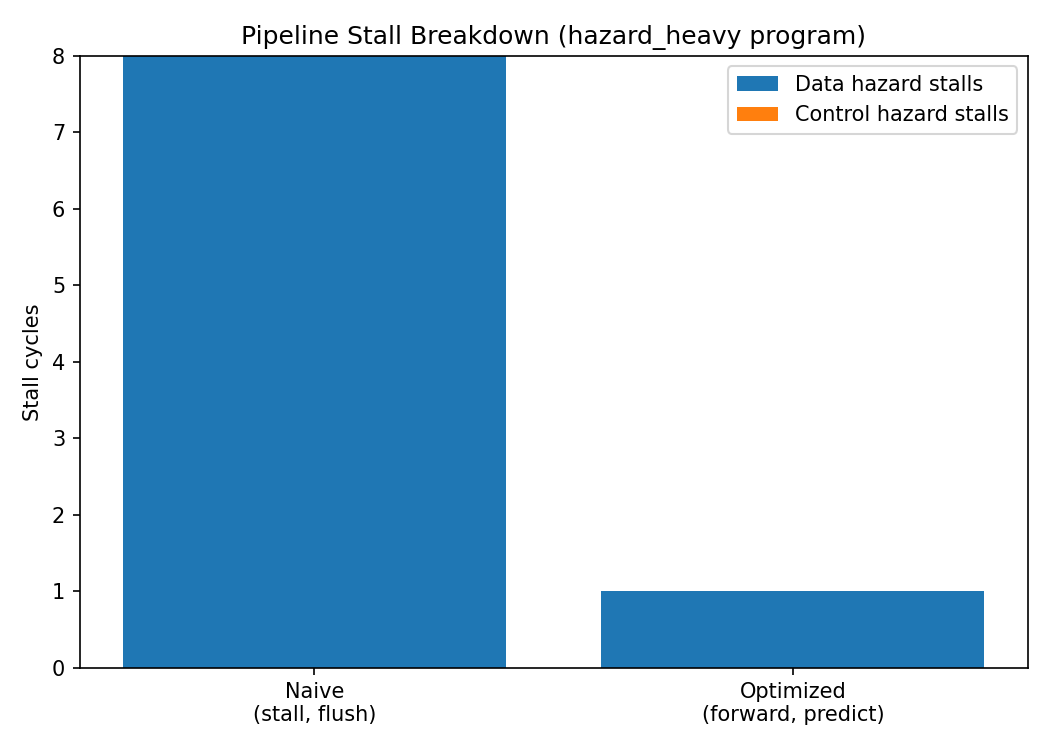 Pipeline Stall Breakdown (hazard_heavy program)
Data hazard stalls
Control hazard stalls
Stall cycles
8
7
6
5
4
3
2
1
0
Naive
(stall, flush)
Optimized
(forward, predict)